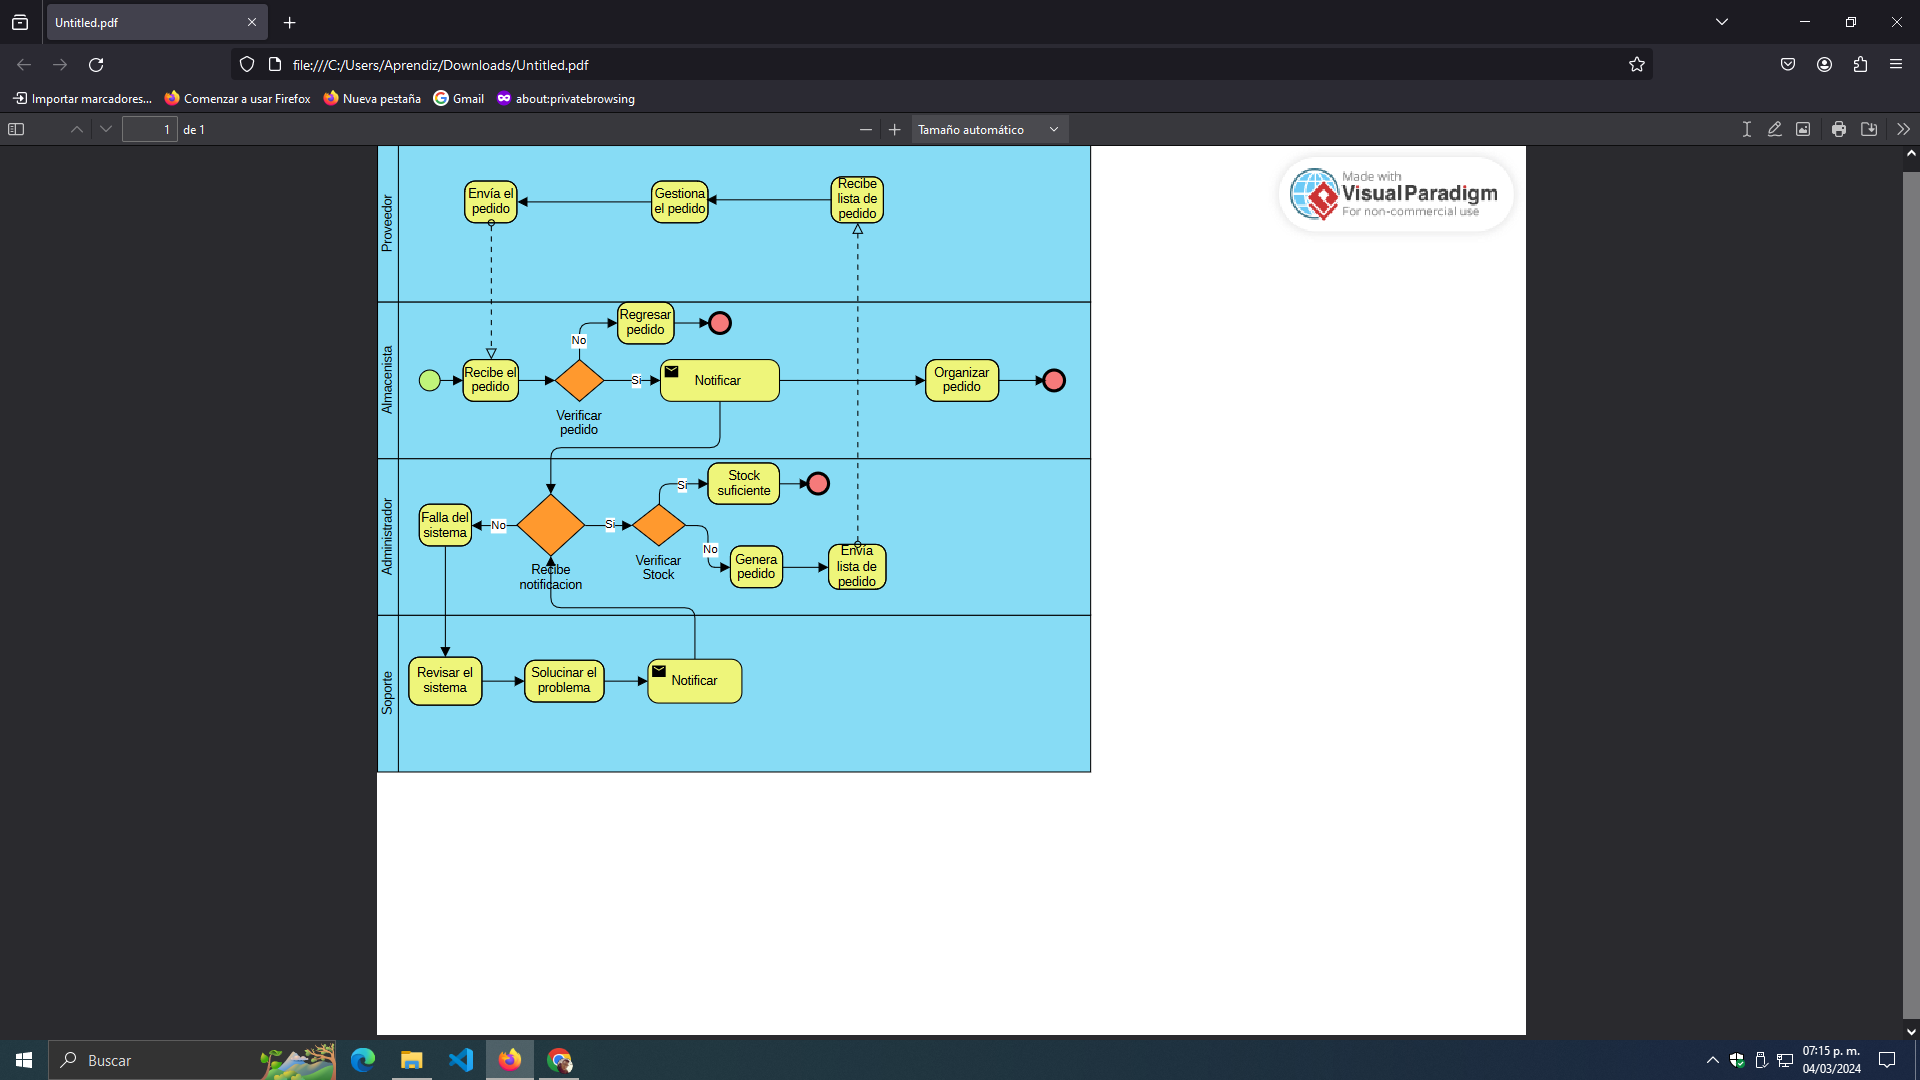 Untitled.pdf
file:///C:/Users/Aprendiz/Downloads/Untitled.pdf
Importar marcadores...
Comenzar a usar Firefox
Nueva pestaña
Gmail
about:privatebrowsing
1
de 1
Tamaño automático
Made with
Visual Paradigm
For non-commercial use
Proveedor
Envía el
pedido
Gestiona
el pedido
Recibe
lista de
pedido
Almacenista
Regresar
pedido
No
Recibe el
pedido
Si
Notificar
Organizar
pedido
Verificar
pedido
Administrador
Stock
suficiente
Si
Falla del
sistema
No
Si
No
Verificar
Stock
Genera
pedido
Envia
lista de
pedido
Recibe
notificacion
Soporte
Revisar el
sistema
Solucinar el
problema
Notificar
Buscar
07:15 p. m.
04/03/2024